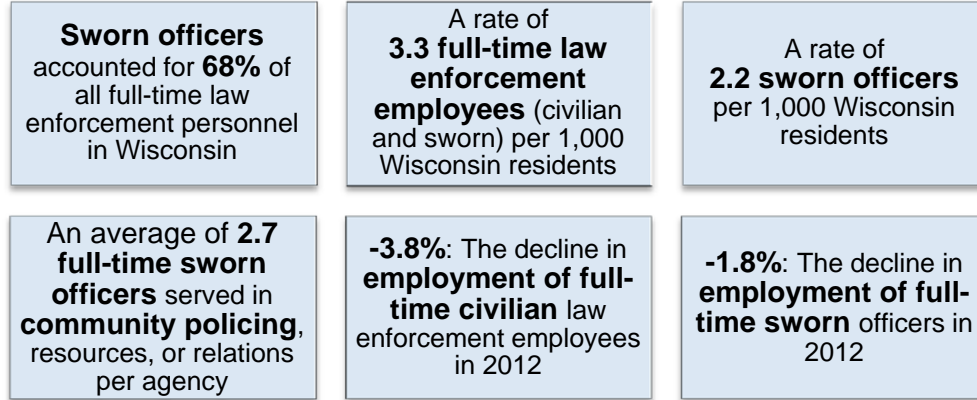 Sworn officers
accounted for 68% of
all full-time law
enforcement personnel
in Wisconsin
A rate of
3.3 full-time law
enforcement
employees (civilian
and sworn) per 1,000
Wisconsin residents
A rate of
2.2 sworn officers
per 1,000 Wisconsin
residents
An average of 2.7
full-time sworn
officers served in
community policing,
resources, or relations
per agency
-3.8%: The decline in
employment of full-
time civilian law
enforcement employees
in 2012
-1.8%: The decline in
employment of full-
time sworn officers in
2012